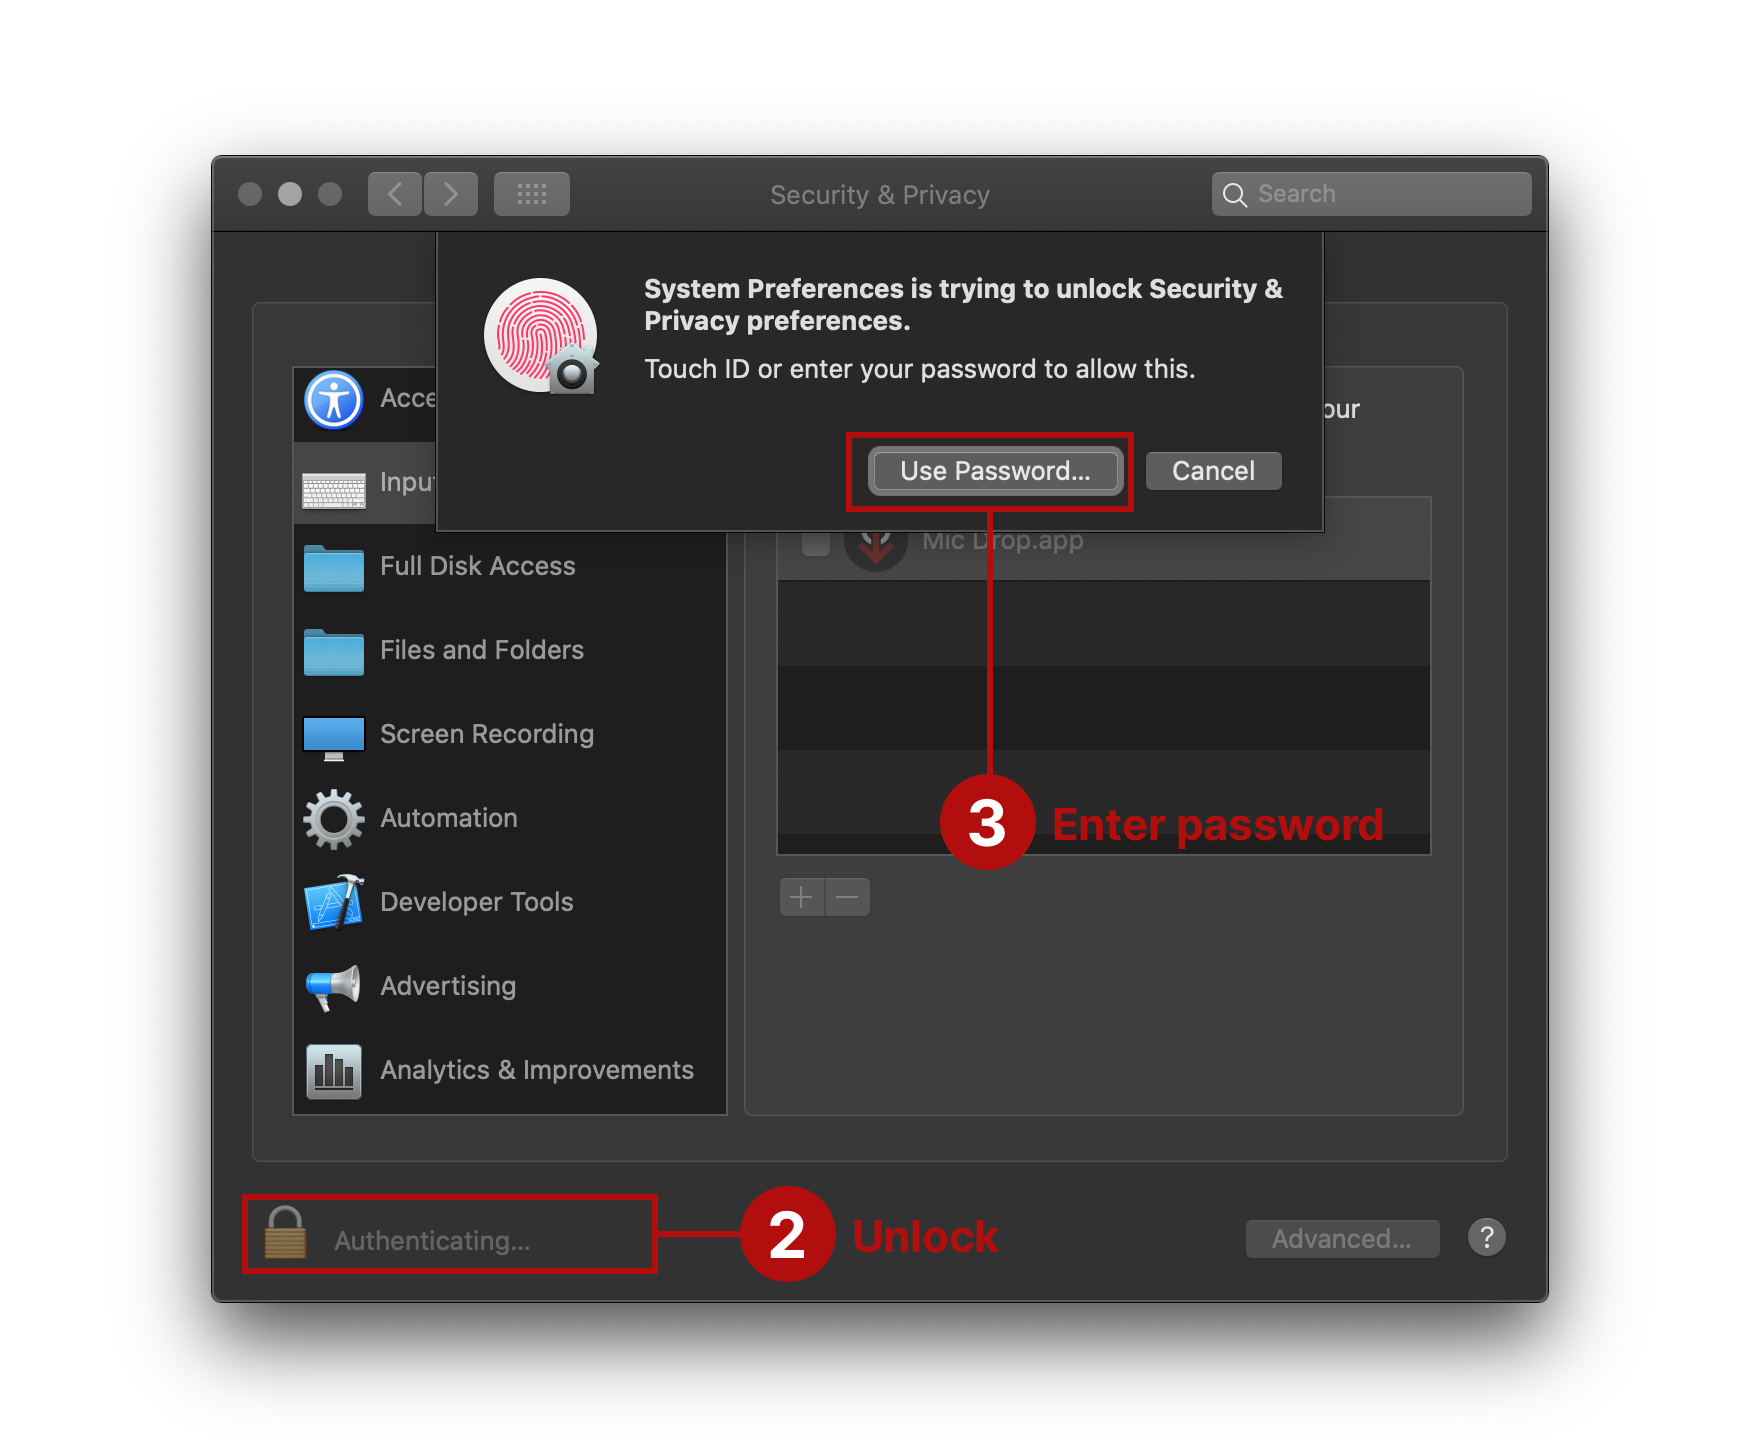 Security & Privacy
Search
System Preferences is trying to unlock Security &
Privacy preferences.
Touch ID or enter your password to allow this.
Use Password...
Cancel
Acce
our
Input
Mic Drop.app
Full Disk Access
Files and Folders
Screen Recording
Automation
3 Enter password
Developer Tools
Advertising
Analytics & Improvements
Authenticating...
2 Unlock
Advanced...
?